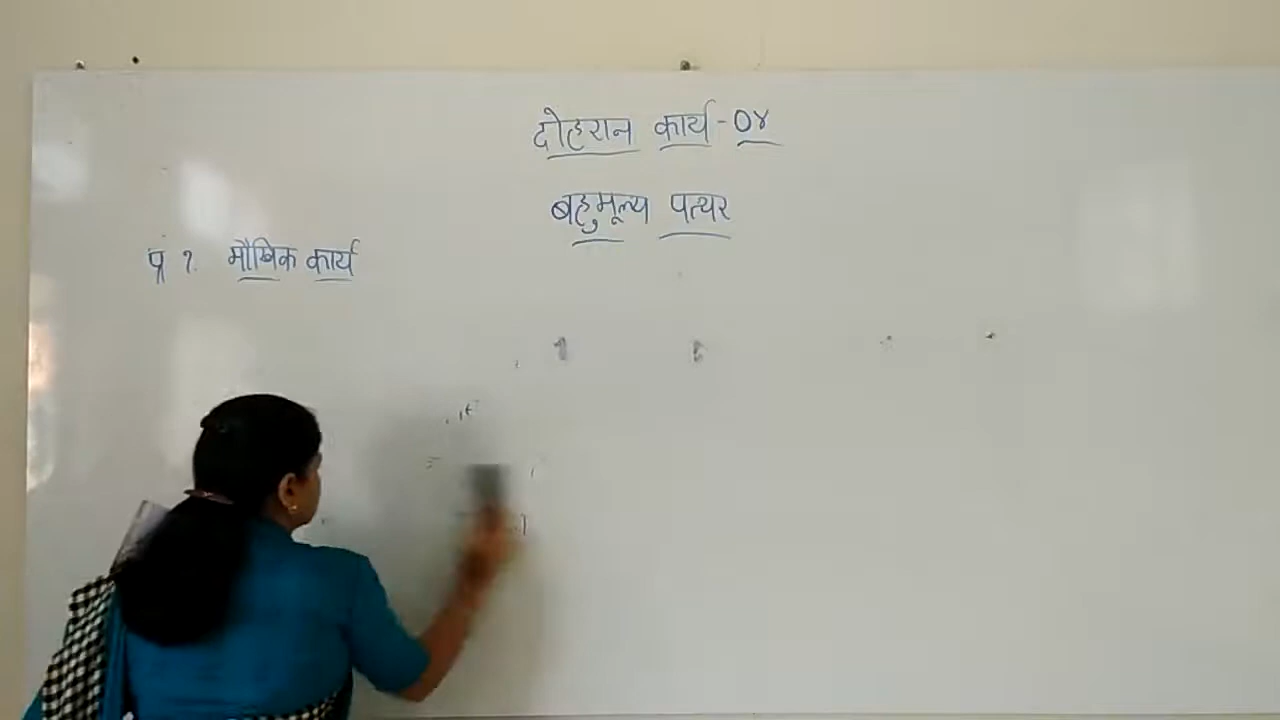 दोहरान कार्य - ०४
बहुमूल्य पत्थर
प्र १. मौखिक कार्य